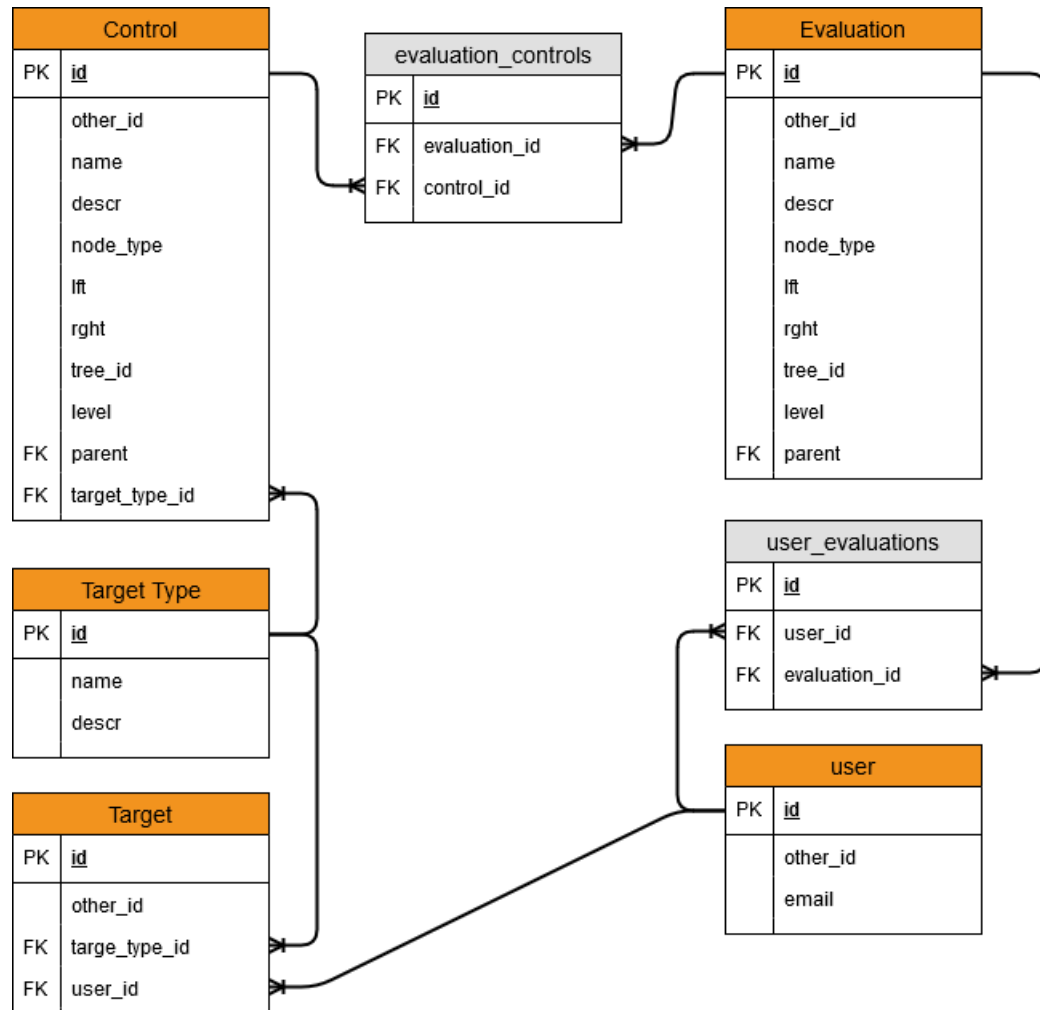 Control
PK id
other_id
name
descr
node_type
lft
rght
tree_id
level
FK parent
FK target_type_id
evaluation_controls
PK id
FK evaluation_id
FK control_id
Evaluation
PK id
other_id
name
descr
node_type
lft
rght
tree_id
level
FK parent
Target Type
PK id
name
descr
user_evaluations
PK id
FK user_id
FK evaluation_id
Target
PK id
other_id
FK targe_type_id
FK user_id
user
PK id
other_id
email